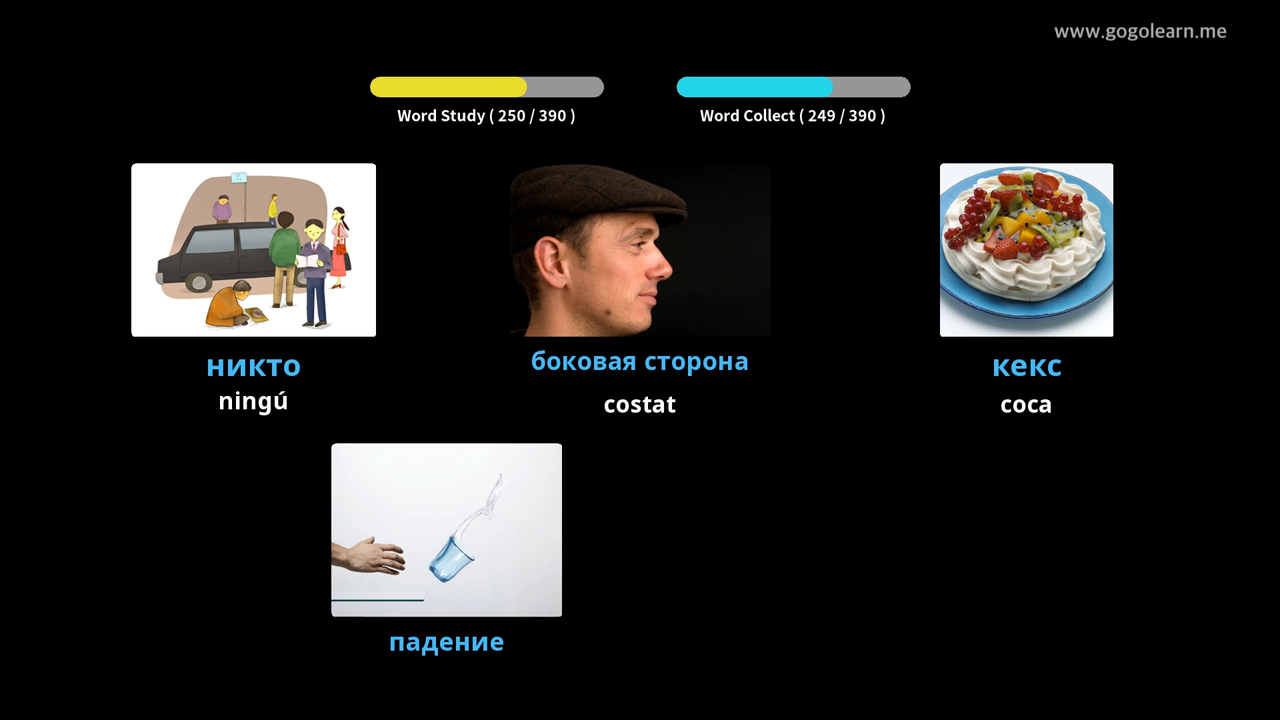 www.gogolearn.me
Word Study ( 250 / 390 )
Word Collect ( 249 / 390 )
никто
ningú
боковая сторона
costat
кекс
coca
падение